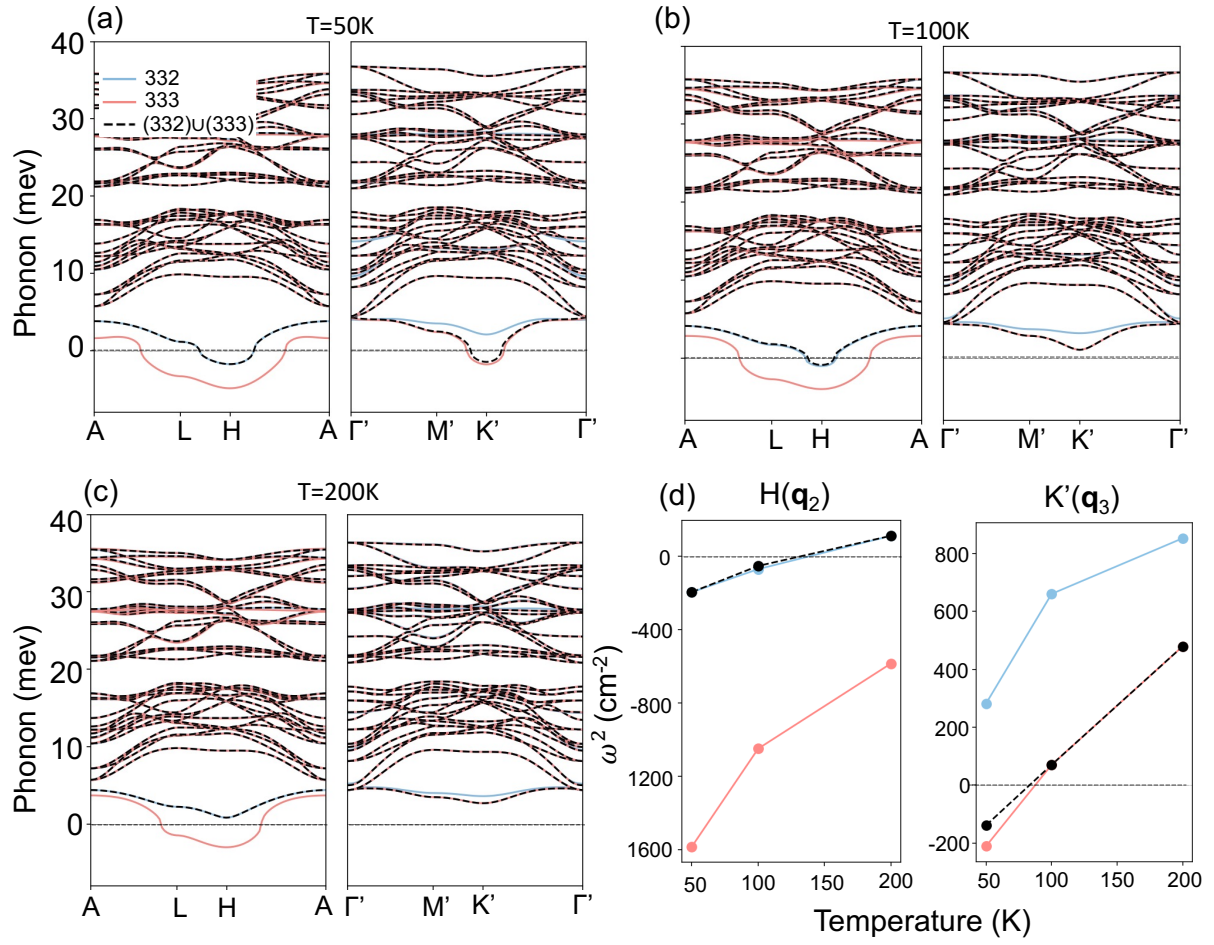 (a)
T=50K
40
30
20
10
0
Phonon (mev)
332
333
(332)∪(333)
A
L
H
A
Γ'
M'
K'
Γ'
(b)
T=100K
A
L
H
A
Γ'
M'
K'
Γ'
(c)
T=200K
40
30
20
10
0
Phonon (mev)
A
L
H
A
Γ'
M'
K'
Γ'
(d)
H(q₂)
0
-400
-800
1200
1600
ω² (cm⁻²)
50
100
150
200
K'(q₃)
800
600
400
200
0
-200
50
100
150
200
Temperature (K)